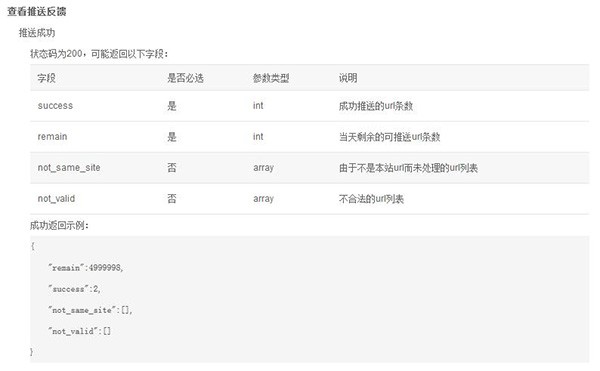 查看推送反馈
推送成功
状态码为200，可能返回以下字段：
字段 是否必选 参数类型 说明
success 是 int 成功推送的url条数
remain 是 int 当天剩余的可推送url条数
not_same_site 否 array 由于不是本站url而未处理的url列表
not_valid 否 array 不合法的url列表
成功返回示例：
{
"remain":4999998,
"success":2,
"not_same_site":[],
"not_valid":[]
}